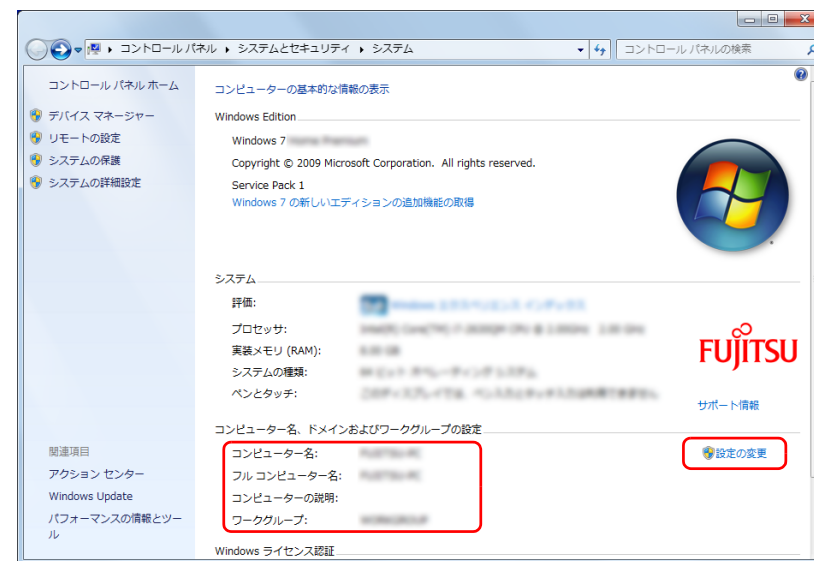 コントロール パネル ▸ システムとセキュリティ ▸ システム
コントロール パネルの検索
コントロール パネル ホーム
デバイス マネージャー
リモートの設定
システムの保護
システムの詳細設定
関連項目
アクション センター
Windows Update
パフォーマンスの情報とツー
ル
コンピューターの基本的な情報の表示
Windows Edition
Windows 7
Copyright © 2009 Microsoft Corporation. All rights reserved.
Service Pack 1
Windows 7 の新しいエディションの追加機能の取得
システム
評価:
プロセッサ:
実装メモリ (RAM):
システムの種類:
ペンとタッチ:
FUJITSU
サポート情報
コンピューター名、ドメインおよびワークグループの設定
コンピューター名:
フル コンピューター名:
コンピューターの説明:
ワークグループ:
設定の変更
Windows ライセンス認証